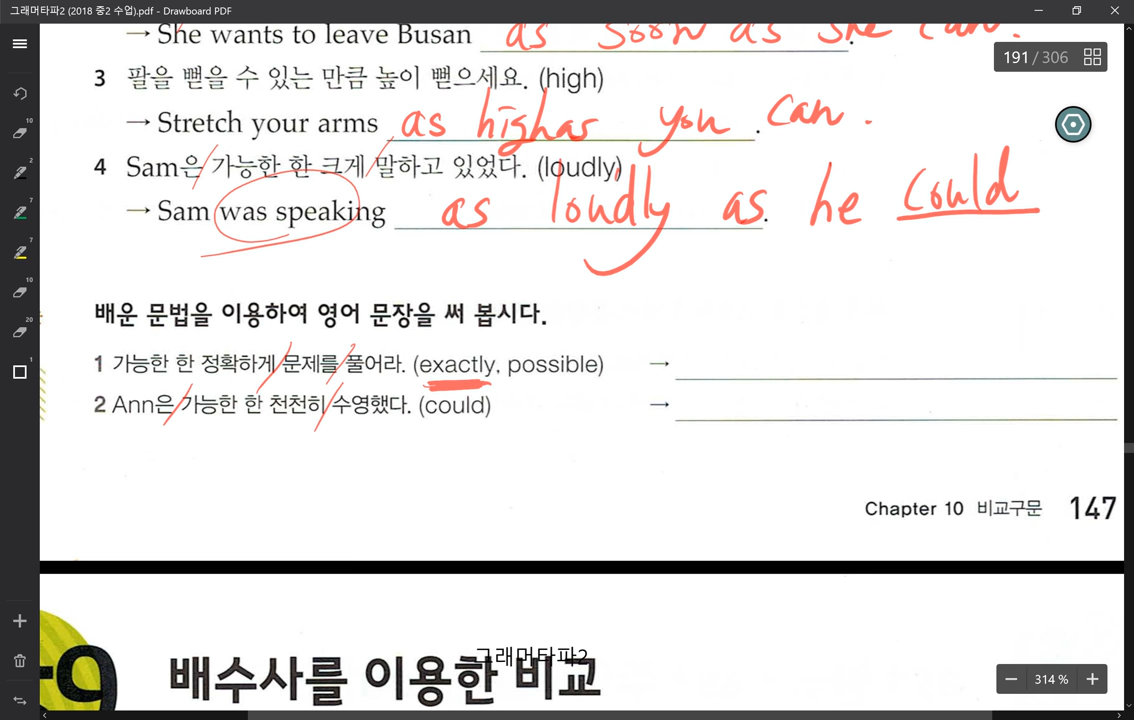 그래머타파2 (2018 중2 수업).pdf - Drawboard PDF
→ She wants to leave Busan as soon as she can.
191 / 306
3 팔을 뻗을 수 있는 만큼 높이 뻗으세요. (high)
→ Stretch your arms as high as you can.
4 Sam은 가능한 한 크게 말하고 있었다. (loudly)
→ Sam was speaking as loudly as he could.
배운 문법을 이용하여 영어 문장을 써 봅시다.
1 가능한 한 정확하게 문제를 풀어라. (exactly, possible) →
2 Ann은 가능한 한 천천히 수영했다. (could) →
Chapter 10 비교구문 147
9 배수사를 이용한 비교
그래머타파2
314 %
10
2
7
7
10
20
1